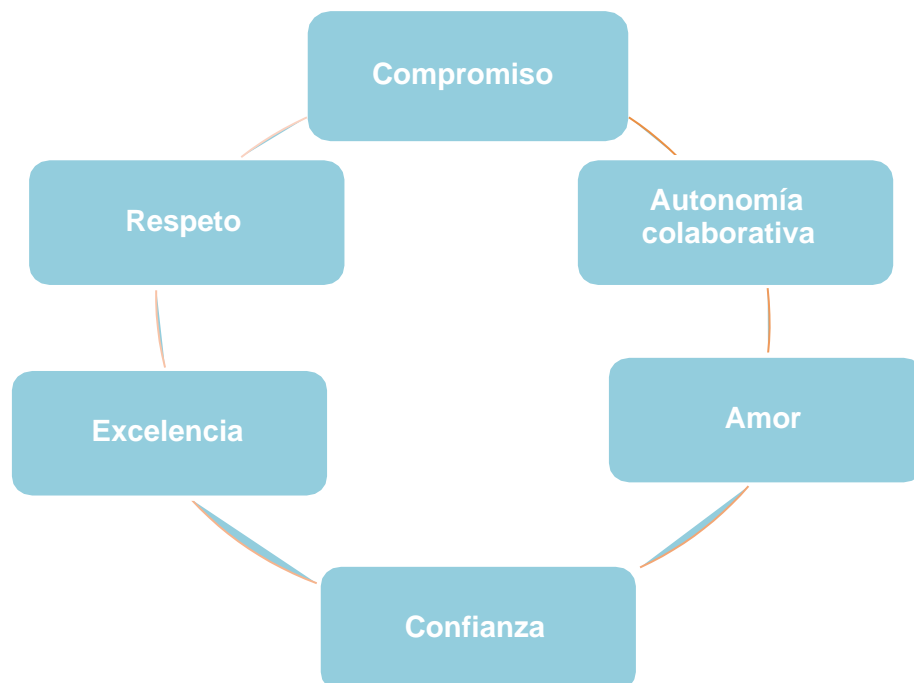 Compromiso
Autonomía
colaborativa
Amor
Confianza
Excelencia
Respeto